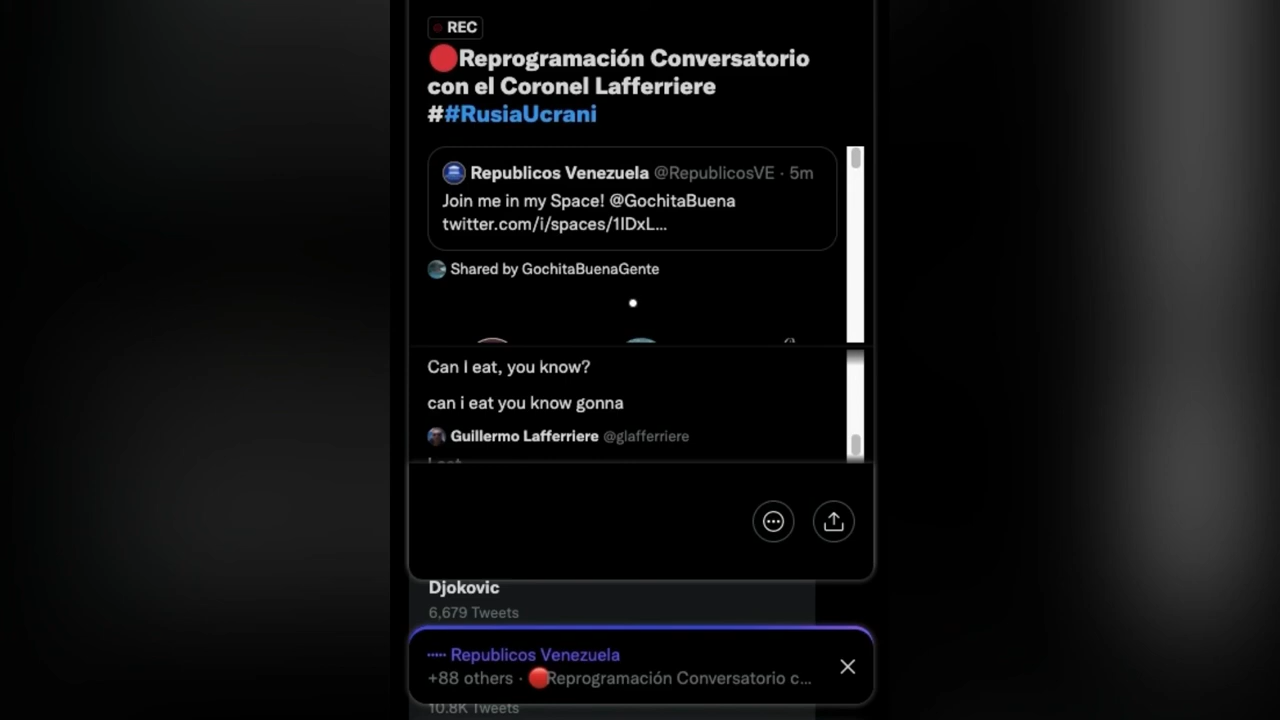 REC
Reprogramación Conversatorio
con el Coronel Lafferriere
##RusiaUcrani
Republicos Venezuela @RepublicosVE · 5m
Join me in my Space! @GochitaBuena
twitter.com/i/spaces/1lDxL...
Shared by GochitaBuenaGente
Can I eat, you know?
can i eat you know gonna
Guillermo Lafferriere @glafferriere
Djokovic
6,679 Tweets
Republicos Venezuela
+88 others · Reprogramación Conversatorio c...
10.8K Tweets